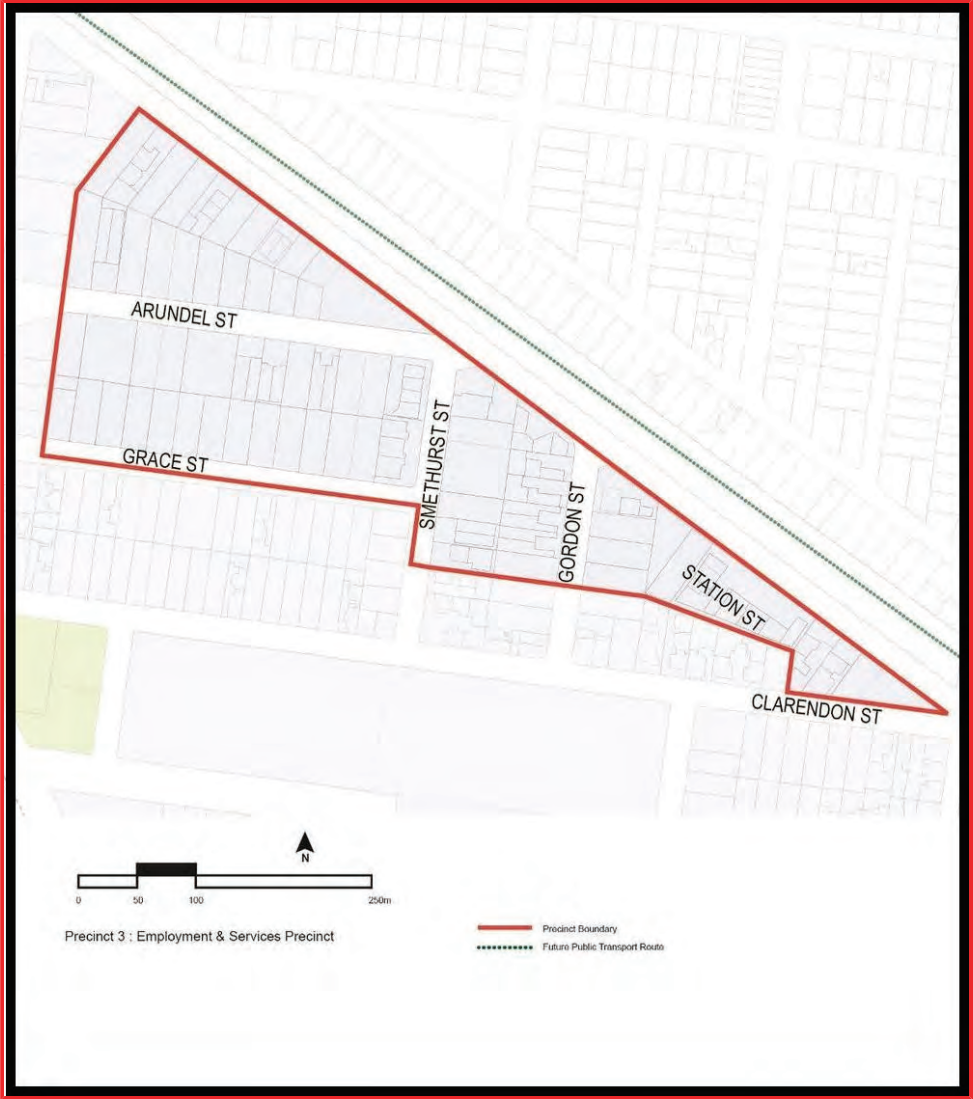 ARUNDEL ST
GRACE ST
SMETHURST ST
GORDON ST
STATION ST
CLARENDON ST
N
0 50 100 250m
Precinct 3 : Employment & Services Precinct
Precinct Boundary
Future Public Transport Route